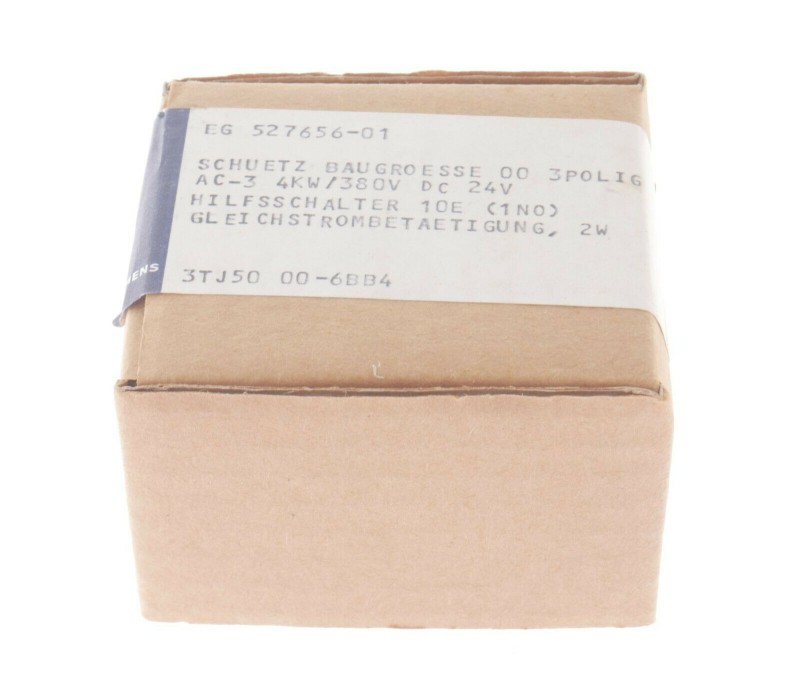 EG 527656-01
SCHUETZ BAUGROESSE 00 3POLIG
AC-3 4KW/380V DC 24V
HILFSSCHALTER 10E (1NO)
GLEICHSTROMBETAETIGUNG, 2W
3TJ50 00-6BB4